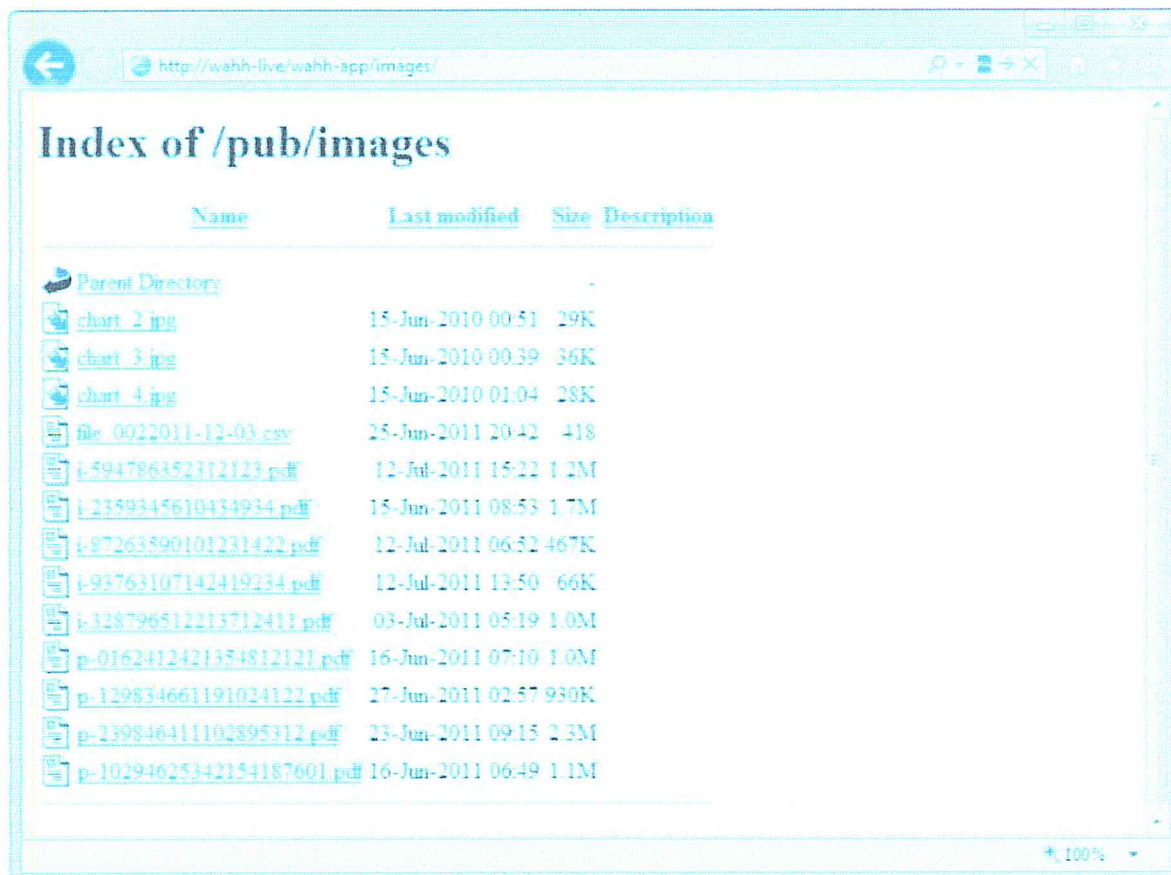 http://wahh-live/wahh-app/images/
Index of /pub/images
Name Last modified Size Description
Parent Directory -
chart_2.jpg 15-Jun-2010 00:51 29K
chart_3.jpg 15-Jun-2010 00:39 36K
chart_4.jpg 15-Jun-2010 01:04 28K
file_0022011-12-03.csv 25-Jun-2011 20:42 418
i-594786352312123.pdf 12-Jul-2011 15:22 1.2M
i-2359345610434934.pdf 15-Jun-2011 08:53 1.7M
i-87263590101231422.pdf 12-Jul-2011 06:52 467K
i-93763107142419234.pdf 12-Jul-2011 13:50 66K
i-328796512213712411.pdf 03-Jul-2011 05:19 1.0M
p-0162412421354812121.pdf 16-Jun-2011 07:10 1.0M
p-129834661191024122.pdf 27-Jun-2011 02:57 930K
p-239846411102895312.pdf 23-Jun-2011 09:15 2.3M
p-10294625342154187601.pdf 16-Jun-2011 06:49 1.1M
100%